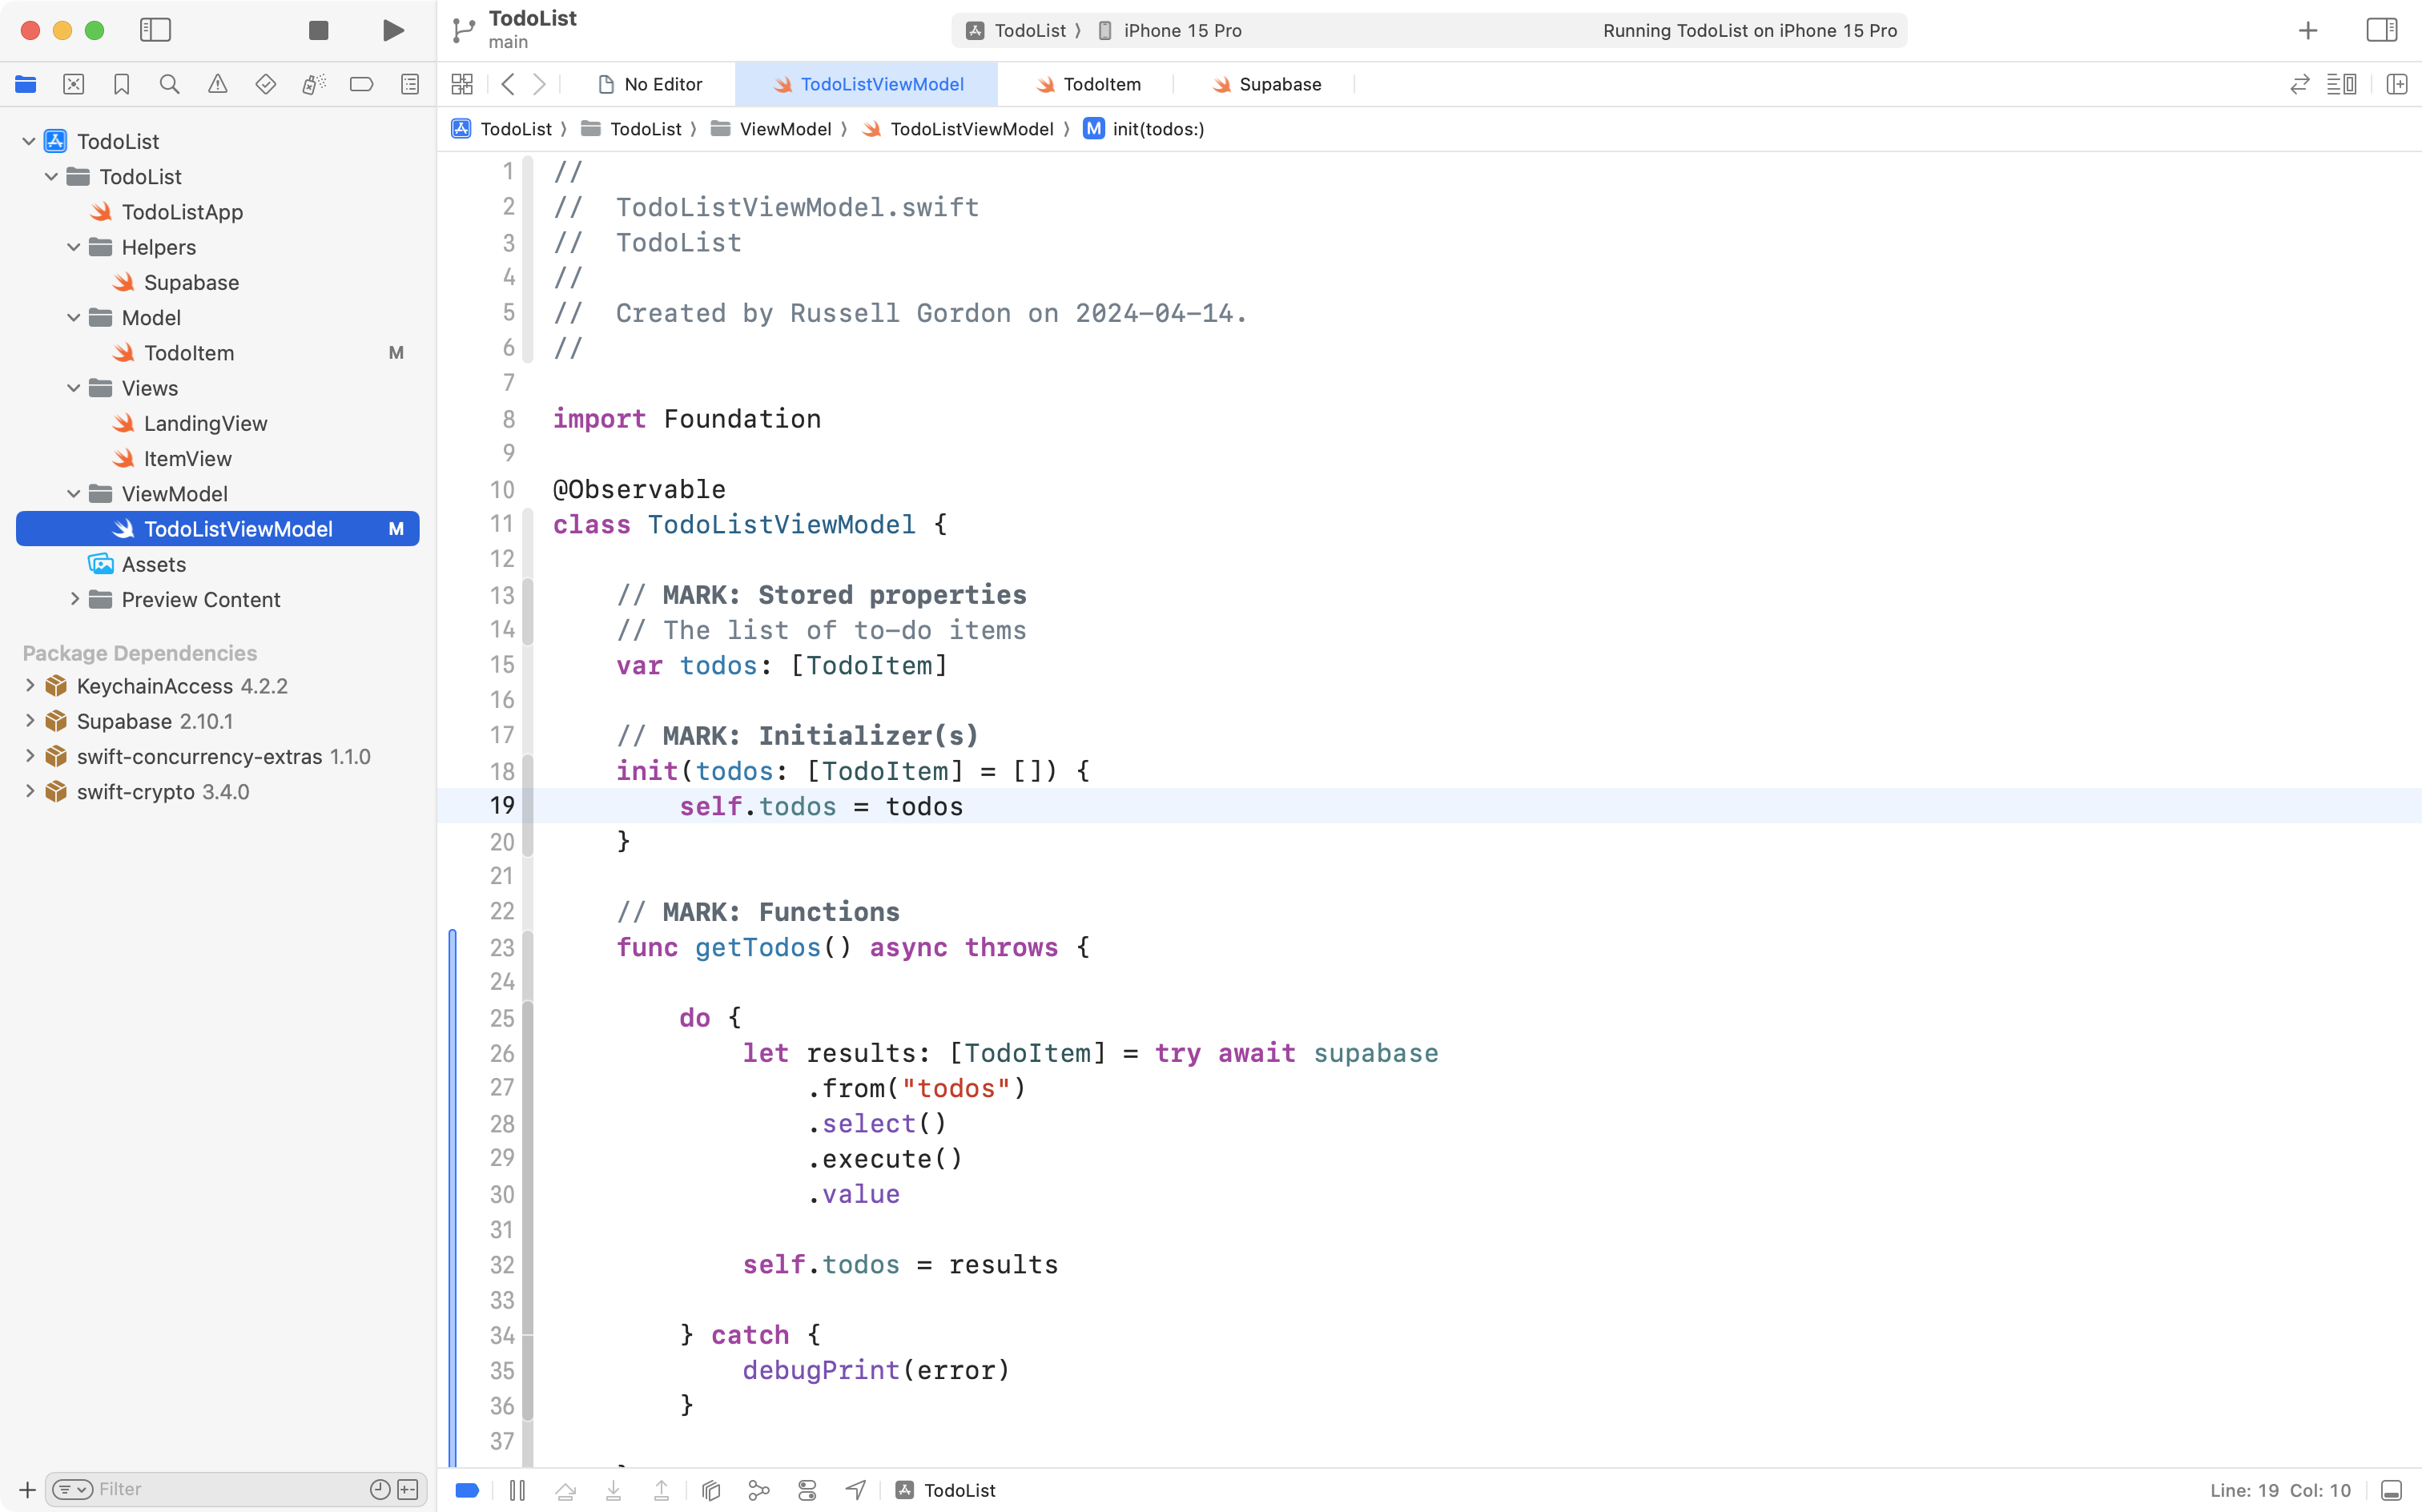 TodoList
main
TodoList 〉 iPhone 15 Pro
Running TodoList on iPhone 15 Pro
No Editor
TodoListViewModel
TodoItem
Supabase
TodoList 〉 TodoList 〉 ViewModel 〉 TodoListViewModel 〉 M init(todos:)
TodoList
TodoList
TodoListApp
Helpers
Supabase
Model
TodoItem M
Views
LandingView
ItemView
ViewModel
TodoListViewModel M
Assets
Preview Content
Package Dependencies
KeychainAccess 4.2.2
Supabase 2.10.1
swift-concurrency-extras 1.1.0
swift-crypto 3.4.0
Filter
1 //
2 //  TodoListViewModel.swift
3 //  TodoList
4 //
5 //  Created by Russell Gordon on 2024-04-14.
6 //
7
8 import Foundation
9
10 @Observable
11 class TodoListViewModel {
12
13     // MARK: Stored properties
14     // The list of to-do items
15     var todos: [TodoItem]
16
17     // MARK: Initializer(s)
18     init(todos: [TodoItem] = []) {
19         self.todos = todos
20     }
21
22     // MARK: Functions
23     func getTodos() async throws {
24
25         do {
26             let results: [TodoItem] = try await supabase
27                 .from("todos")
28                 .select()
29                 .execute()
30                 .value
31
32             self.todos = results
33
34         } catch {
35             debugPrint(error)
36         }
37
TodoList
Line: 19 Col: 10